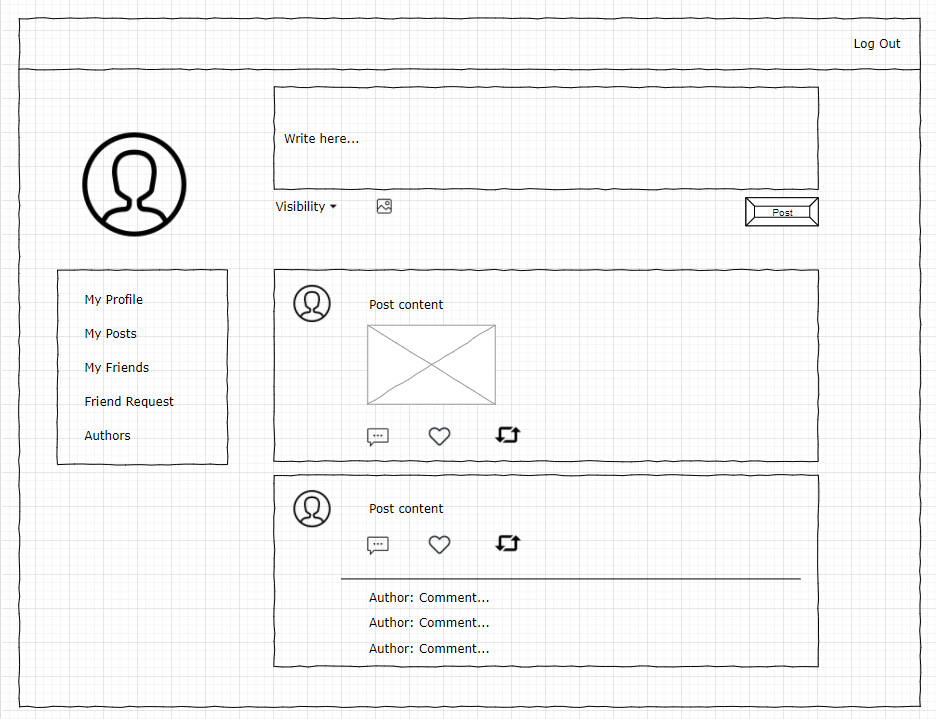 Log Out
Write here...
Visibility
Post
My Profile
My Posts
My Friends
Friend Request
Authors
Post content
Post content
Author: Comment...
Author: Comment...
Author: Comment...